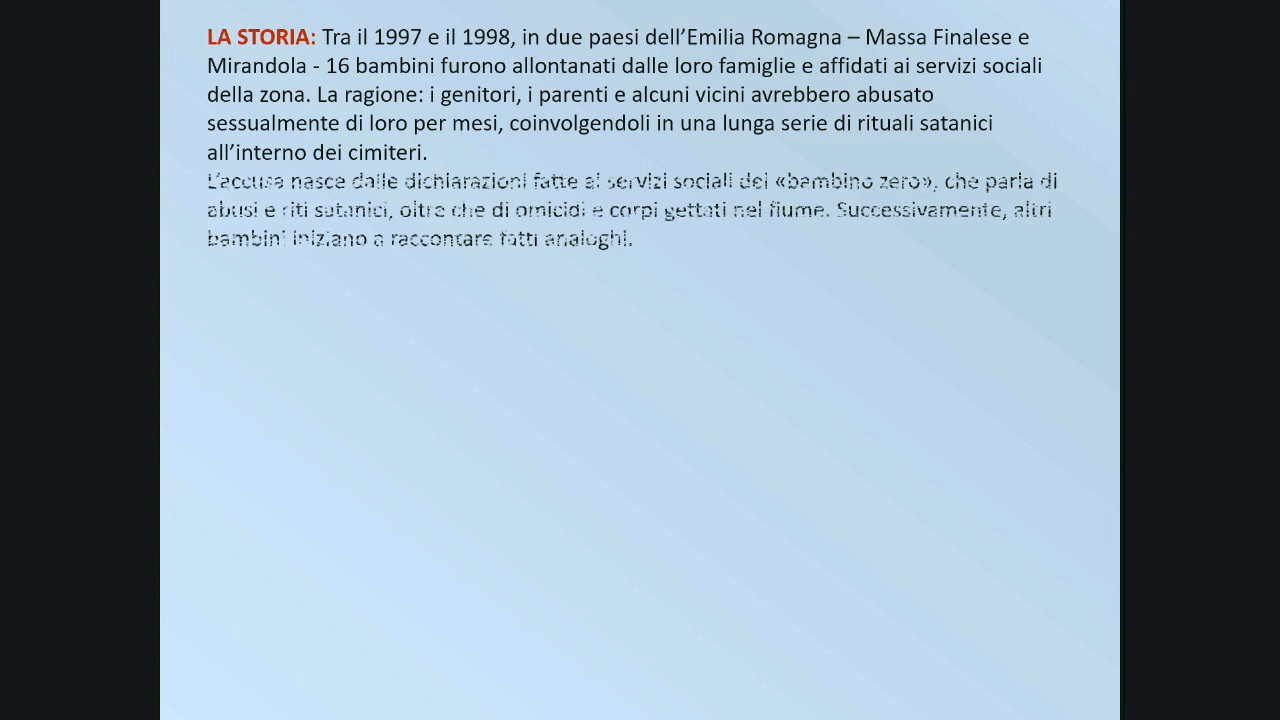 LA STORIA: Tra il 1997 e il 1998, in due paesi dell’Emilia Romagna – Massa Finalese e
Mirandola - 16 bambini furono allontanati dalle loro famiglie e affidati ai servizi sociali
della zona. La ragione: i genitori, i parenti e alcuni vicini avrebbero abusato
sessualmente di loro per mesi, coinvolgendoli in una lunga serie di rituali satanici
all’interno dei cimiteri.
L’accusa nasce dalle dichiarazioni fatte ai servizi sociali del «bambino zero», che parla di
abusi e riti satanici, oltre che di omicidi e corpi gettati nel fiume. Successivamente, altri
bambini iniziano a raccontare fatti analoghi.